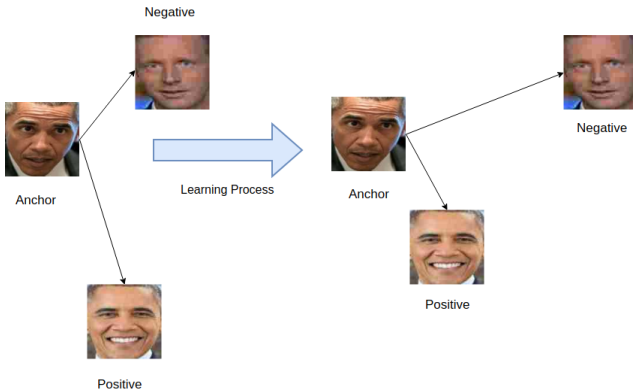 Negative
Anchor
Learning Process
Positive
Anchor
Negative
Positive